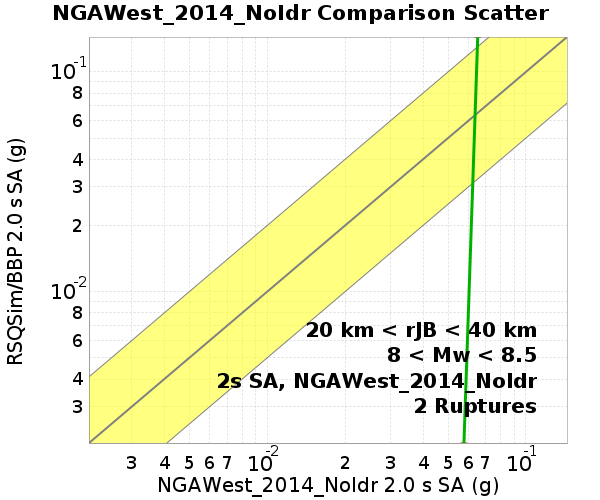 NGAWest_2014_NoIdr Comparison Scatter
RSQSim/BBP 2.0 s SA (g)
10-1
8
6
4
3
2
10-2
8
6
4
3
20 km < rJB < 40 km
8 < Mw < 8.5
2s SA, NGAWest_2014_NoIdr
2 Ruptures
3 4 5 6 7 10-2 2 3 4 5 6 7 10-1
NGAWest_2014_NoIdr 2.0 s SA (g)